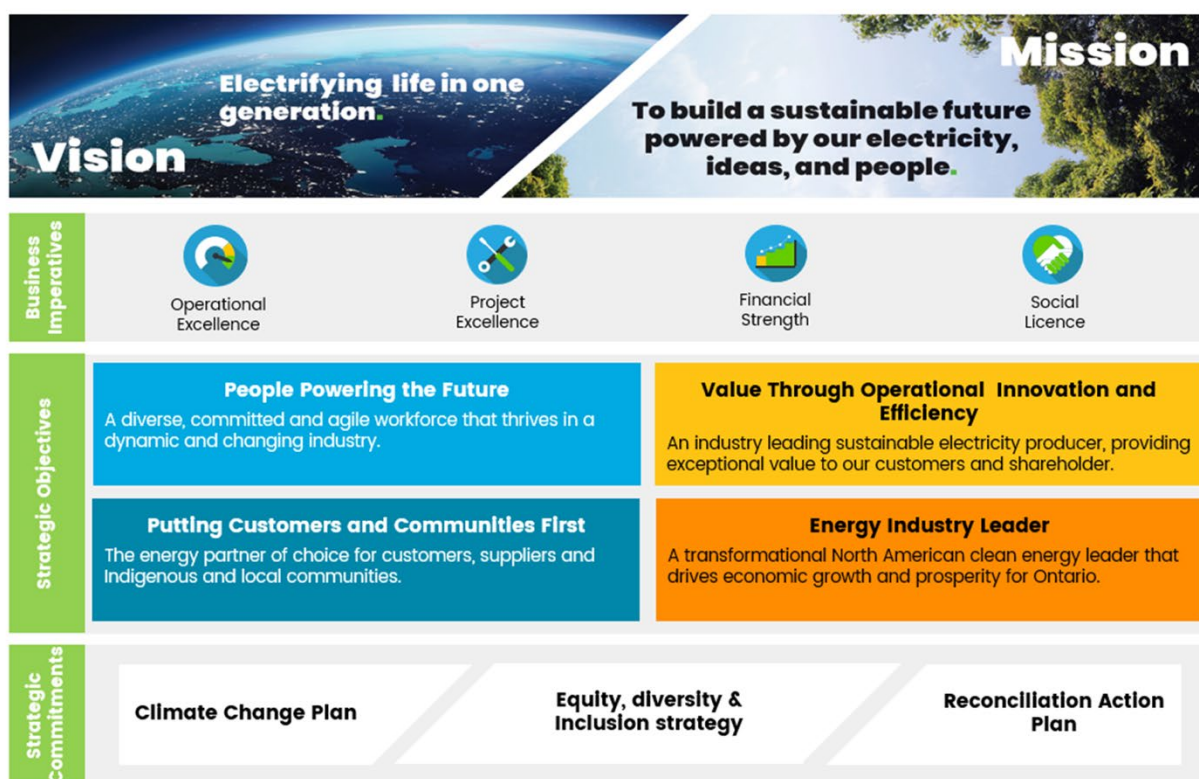 Mission
Electrifying life in one
generation.
Vision
To build a sustainable future
powered by our electricity,
ideas, and people.
Business
Imperatives
Operational
Excellence
Project
Excellence
Financial
Strength
Social
Licence
Strategic Objectives
People Powering the Future
A diverse, committed and agile workforce that thrives in a
dynamic and changing industry.
Value Through Operational Innovation and
Efficiency
An industry leading sustainable electricity producer, providing
exceptional value to our customers and shareholder.
Putting Customers and Communities First
The energy partner of choice for customers, suppliers and
Indigenous and local communities.
Energy Industry Leader
A transformational North American clean energy leader that
drives economic growth and prosperity for Ontario.
Strategic
Commitments
Climate Change Plan
Equity, diversity &
Inclusion strategy
Reconciliation Action
Plan